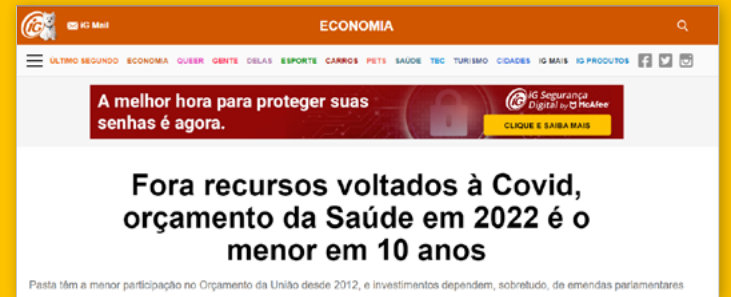 iG
iG Mail
ECONOMIA
ÚLTIMO SEGUNDO ECONOMIA QUEER GENTE DELAS ESPORTE CARROS PETS SAÚDE TEC TURISMO CIDADES IG MAIS IG PRODUTOS
A melhor hora para proteger suas
senhas é agora.
iG Segurança
Digital by McAfee
CLIQUE E SAIBA MAIS
Fora recursos voltados à Covid,
orçamento da Saúde em 2022 é o
menor em 10 anos
Pasta têm a menor participação no Orçamento da União desde 2012, e investimentos dependem, sobretudo, de emendas parlamentares